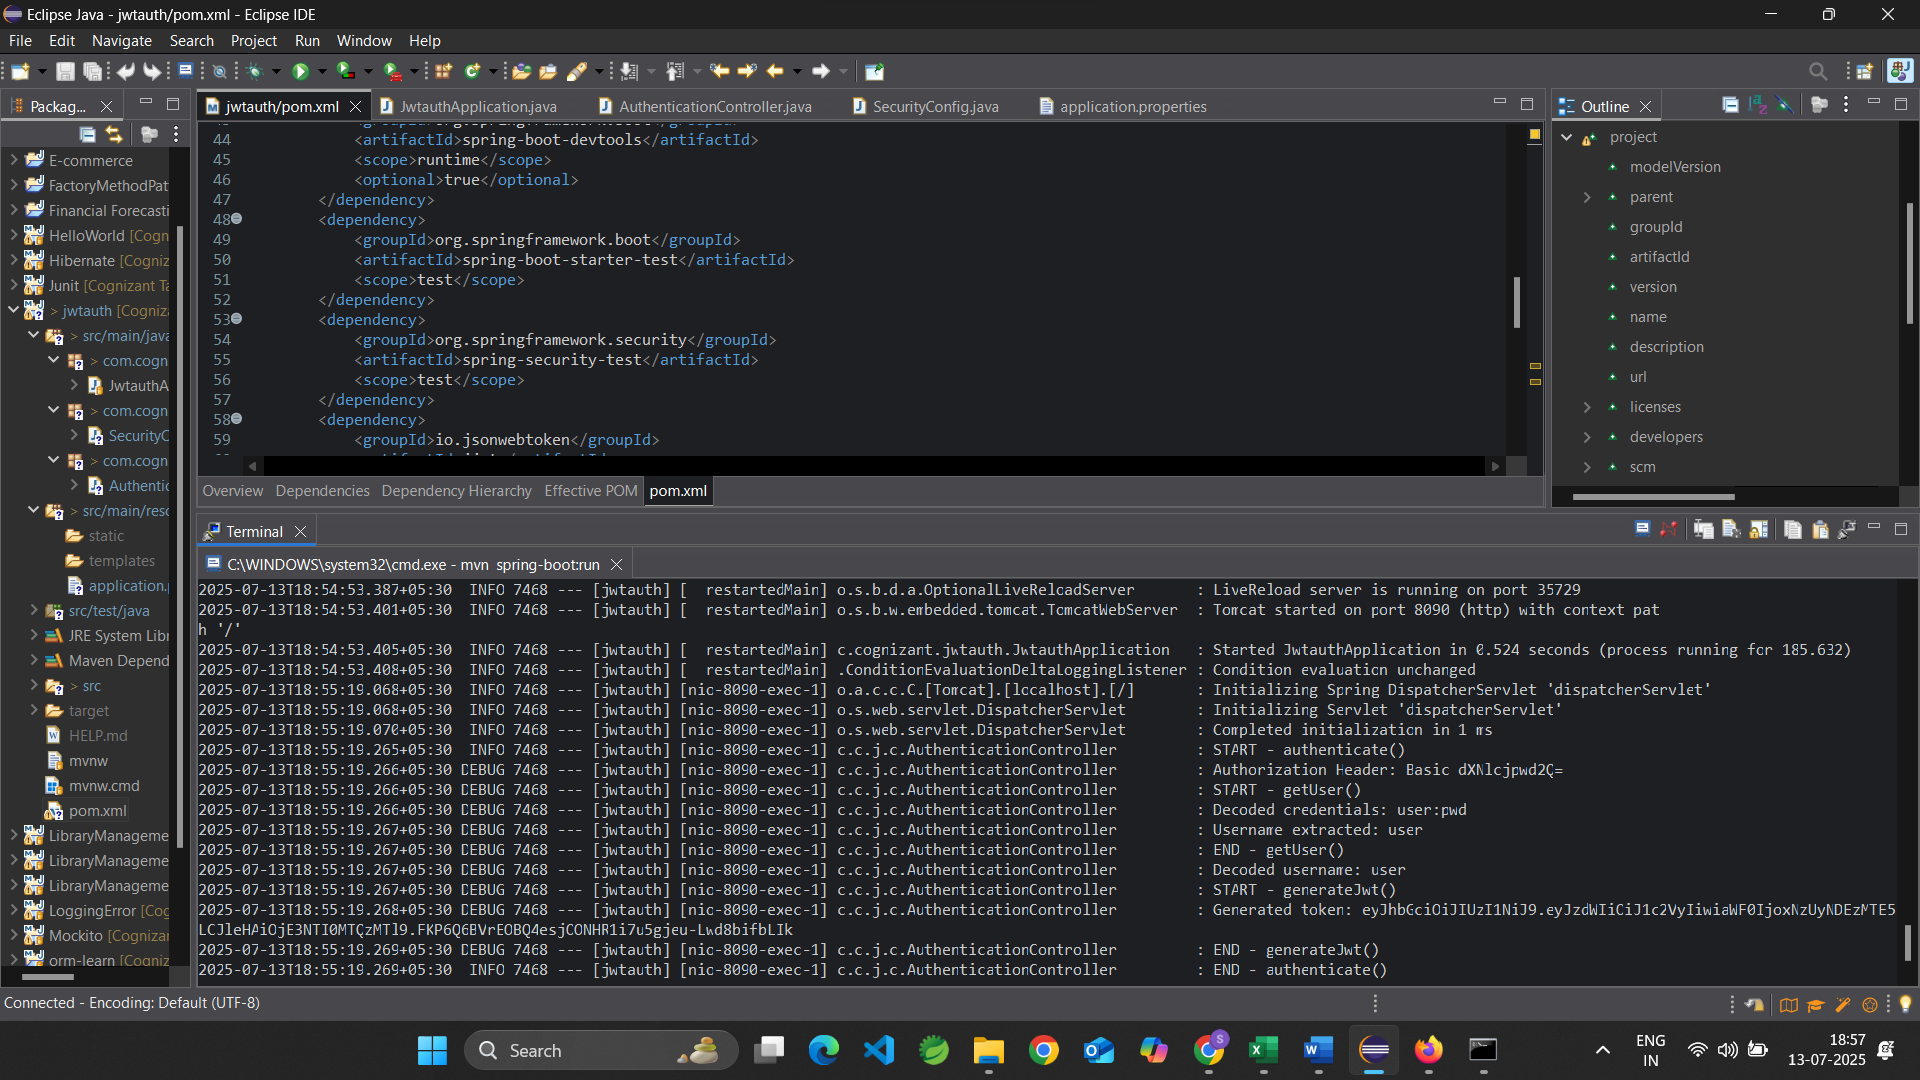 Eclipse Java - jwtauth/pom.xml - Eclipse IDE
File Edit Navigate Search Project Run Window Help
Packag...
E-commerce
FactoryMethodPat
Financial Forecasti
HelloWorld [Cogn
Hibernate [Cogniz
Junit [Cognizant Ta
> jwtauth [Cogniz
> src/main/java
> com.cogn
JwtauthA
> com.cogn
SecurityC
> com.cogn
Authentic
> src/main/reso
static
templates
application.p
src/test/java
JRE System Libr
Maven Depend
> src
target
HELP.md
mvnw
mvnw.cmd
pom.xml
LibraryManageme
LibraryManageme
LibraryManageme
LoggingError [Cog
Mockito [Cognizan
orm-learn [Cogniz
jwtauth/pom.xml JwtauthApplication.java AuthenticationController.java SecurityConfig.java application.properties
44 <artifactId>spring-boot-devtools</artifactId>
45 <scope>runtime</scope>
46 <optional>true</optional>
47 </dependency>
48 <dependency>
49 <groupId>org.springframework.boot</groupId>
50 <artifactId>spring-boot-starter-test</artifactId>
51 <scope>test</scope>
52 </dependency>
53 <dependency>
54 <groupId>org.springframework.security</groupId>
55 <artifactId>spring-security-test</artifactId>
56 <scope>test</scope>
57 </dependency>
58 <dependency>
59 <groupId>io.jsonwebtoken</groupId>
Overview Dependencies Dependency Hierarchy Effective POM pom.xml
Outline
project
modelVersion
parent
groupId
artifactId
version
name
description
url
licenses
developers
scm
Terminal
C:\WINDOWS\system32\cmd.exe - mvn spring-boot:run
2025-07-13T18:54:53.387+05:30 INFO 7468 --- [jwtauth] [ restartedMain] o.s.b.d.a.OptionalLiveReloadServer : LiveReload server is running on port 35729
2025-07-13T18:54:53.401+05:30 INFO 7468 --- [jwtauth] [ restartedMain] o.s.b.w.embedded.tomcat.TomcatWebServer : Tomcat started on port 8090 (http) with context pat
h '/'
2025-07-13T18:54:53.405+05:30 INFO 7468 --- [jwtauth] [ restartedMain] c.cognizant.jwtauth.JwtauthApplication : Started JwtauthApplication in 0.524 seconds (process running for 185.632)
2025-07-13T18:54:53.408+05:30 INFO 7468 --- [jwtauth] [ restartedMain] .ConditionEvaluationDeltaLoggingListener : Condition evaluation unchanged
2025-07-13T18:55:19.068+05:30 INFO 7468 --- [jwtauth] [nio-8090-exec-1] o.a.c.c.C.[Tomcat].[localhost].[/] : Initializing Spring DispatcherServlet 'dispatcherServlet'
2025-07-13T18:55:19.068+05:30 INFO 7468 --- [jwtauth] [nio-8090-exec-1] o.s.web.servlet.DispatcherServlet : Initializing Servlet 'dispatcherServlet'
2025-07-13T18:55:19.070+05:30 INFO 7468 --- [jwtauth] [nio-8090-exec-1] o.s.web.servlet.DispatcherServlet : Completed initialization in 1 ms
2025-07-13T18:55:19.265+05:30 INFO 7468 --- [jwtauth] [nio-8090-exec-1] c.c.j.c.AuthenticationController : START - authenticate()
2025-07-13T18:55:19.266+05:30 DEBUG 7468 --- [jwtauth] [nio-8090-exec-1] c.c.j.c.AuthenticationController : Authorization Header: Basic dXNlcjpwd2Q=
2025-07-13T18:55:19.266+05:30 DEBUG 7468 --- [jwtauth] [nio-8090-exec-1] c.c.j.c.AuthenticationController : START - getUser()
2025-07-13T18:55:19.266+05:30 DEBUG 7468 --- [jwtauth] [nio-8090-exec-1] c.c.j.c.AuthenticationController : Decoded credentials: user:pwd
2025-07-13T18:55:19.267+05:30 DEBUG 7468 --- [jwtauth] [nio-8090-exec-1] c.c.j.c.AuthenticationController : Username extracted: user
2025-07-13T18:55:19.267+05:30 DEBUG 7468 --- [jwtauth] [nio-8090-exec-1] c.c.j.c.AuthenticationController : END - getUser()
2025-07-13T18:55:19.267+05:30 DEBUG 7468 --- [jwtauth] [nio-8090-exec-1] c.c.j.c.AuthenticationController : Decoded username: user
2025-07-13T18:55:19.267+05:30 DEBUG 7468 --- [jwtauth] [nio-8090-exec-1] c.c.j.c.AuthenticationController : START - generateJwt()
2025-07-13T18:55:19.268+05:30 DEBUG 7468 --- [jwtauth] [nio-8090-exec-1] c.c.j.c.AuthenticationController : Generated token:
2025-07-13T18:55:19.269+05:30 DEBUG 7468 --- [jwtauth] [nio-8090-exec-1] c.c.j.c.AuthenticationController : END - generateJwt()
2025-07-13T18:55:19.269+05:30 INFO 7468 --- [jwtauth] [nio-8090-exec-1] c.c.j.c.AuthenticationController : END - authenticate()
Connected - Encoding: Default (UTF-8)
Search
ENG
IN
18:57
13-07-2025